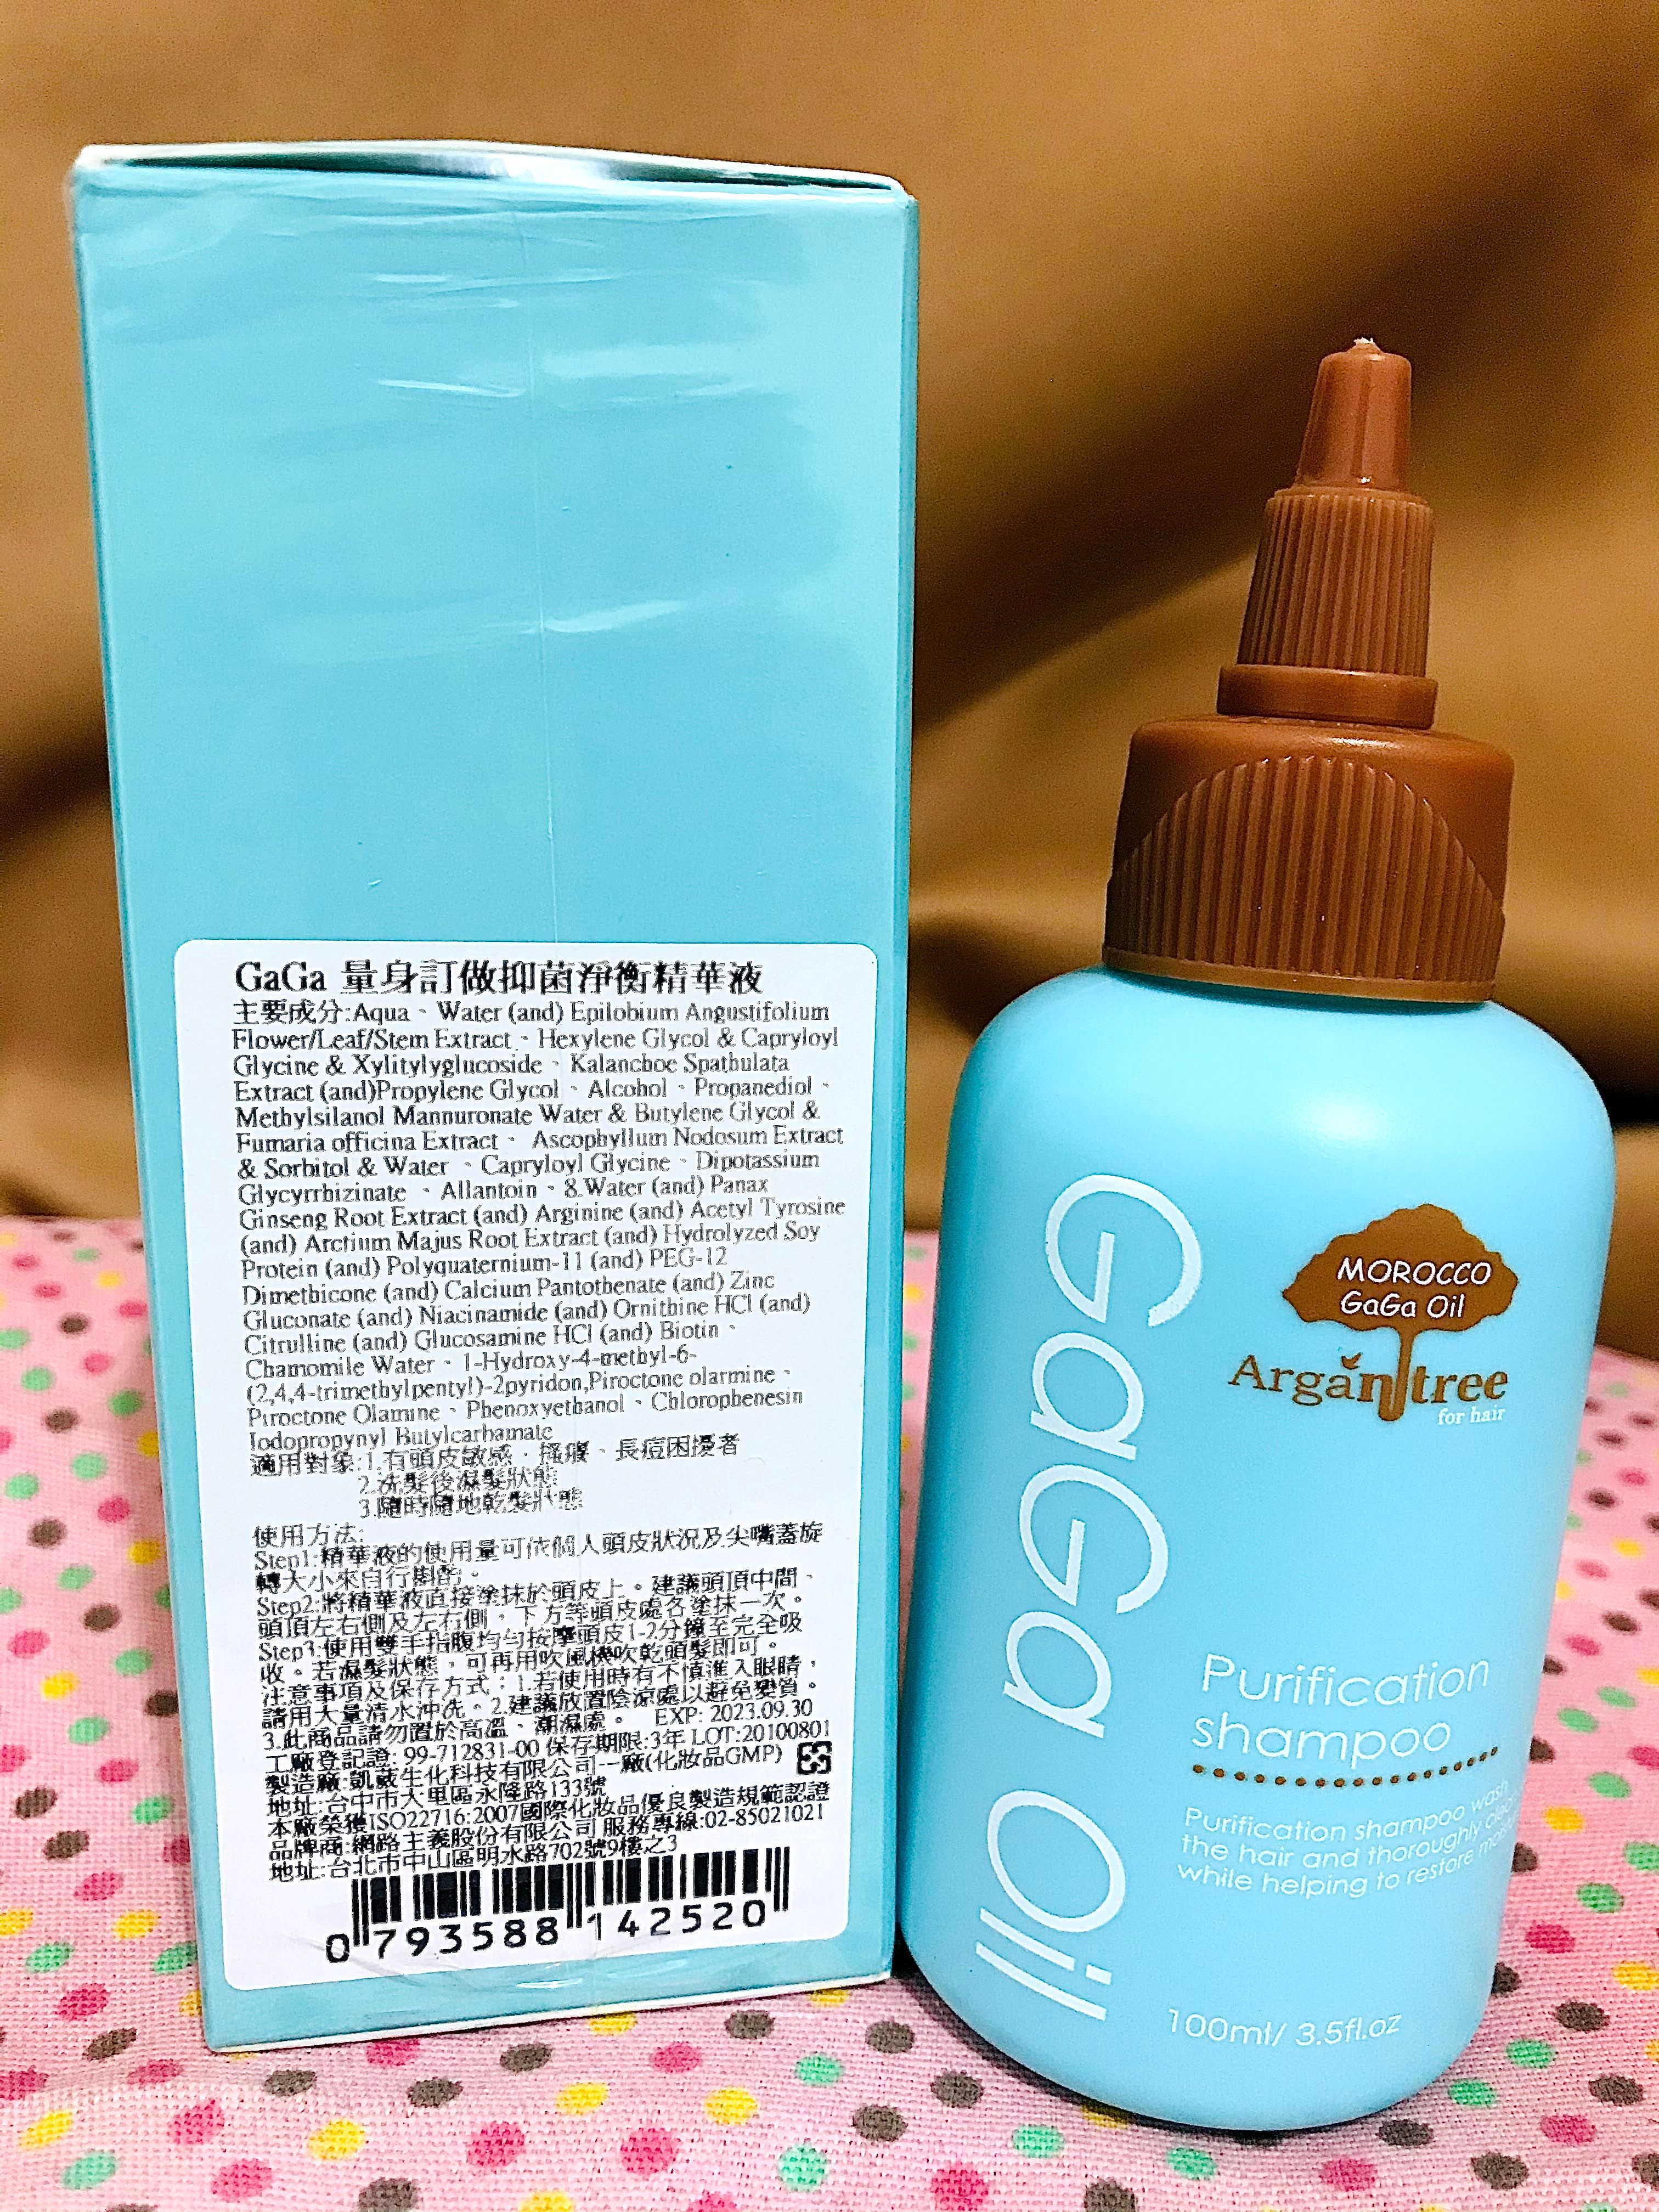 GaGa 量身訂做抑菌淨衡精華液
主要成分:Aqua、Water (and) Epilobium Angustifolium
Flower/Leaf/Stem Extract、Hexylene Glycol & Capryloyl
Glycine & Xylitylyglucoside、Kalanchoe Spathulata
Extract (and)Propylene Glycol、Alcohol、Propanediol、
Methylsilanol Mannuronate Water & Butylene Glycol &
Fumaria officina Extract、 Ascophyllum Nodosum Extract
& Sorbitol & Water 、Capryloyl Glycine、Dipotassium
Glycyrrhizinate 、Allantoin、8.Water (and) Panax
Ginseng Root Extract (and) Arginine (and) Acetyl Tyrosine
(and) Arctium Majus Root Extract (and) Hydrolyzed Soy
Protein (and) Polyquaternium-11 (and) PEG-12
Dimethicone (and) Calcium Pantothenate (and) Zinc
Gluconate (and) Niacinamide (and) Ornithine HCl (and)
Citrulline (and) Glucosamine HCl (and) Biotin、
Chamomile Water、1-Hydroxy-4-methyl-6-
(2,4,4-trimethylpentyl)-2pyridon,Piroctone olarmine、
Piroctone Olamine、Phenoxyethanol、Chlorophenesin
Iodopropynyl Butylcarbamate
適用對象:1.有頭皮敏感、搔癢、長痘困擾者
2.洗髮後濕髮狀態
3.隨時隨地乾髮狀態
使用方法:
Step1:精華液的使用量可依個人頭皮狀況及尖嘴蓋旋
轉大小來自行斟酌。
Step2:將精華液直接塗抹於頭皮上。建議頭頂中間、
頭頂左右側及左右側,下方等頭皮處各塗抹一次。
Step3:使用雙手指腹均勻按摩頭皮1-2分鐘至完全吸
收。若濕髮狀態,可再用吹風機吹乾頭髮即可。
注意事項及保存方式:1.若使用時有不慎進入眼睛,
請用大量清水沖洗。2.建議放置陰涼處以避免變質。
3.此商品請勿置於高溫、潮濕處。 EXP: 2023.09.30
工廠登記證: 99-712831-00 保存期限:3年 LOT:20100801
製造廠:凱葳生化科技有限公司一廠(化妝品GMP)
地址:台中市大里區永隆路133號
本廠榮獲ISO22716:2007國際化妝品優良製造規範認證
品牌商:網路主義股份有限公司 服務專線:02-85021021
地址:台北市中山區明水路702號9樓之3
0 793588 142520
GaGa Oil
MOROCCO
GaGa Oil
Argan tree
for hair
Purification
shampoo
Purification shampoo wash
the hair and thoroughly
while helping to restore
100ml/ 3.5fl.oz